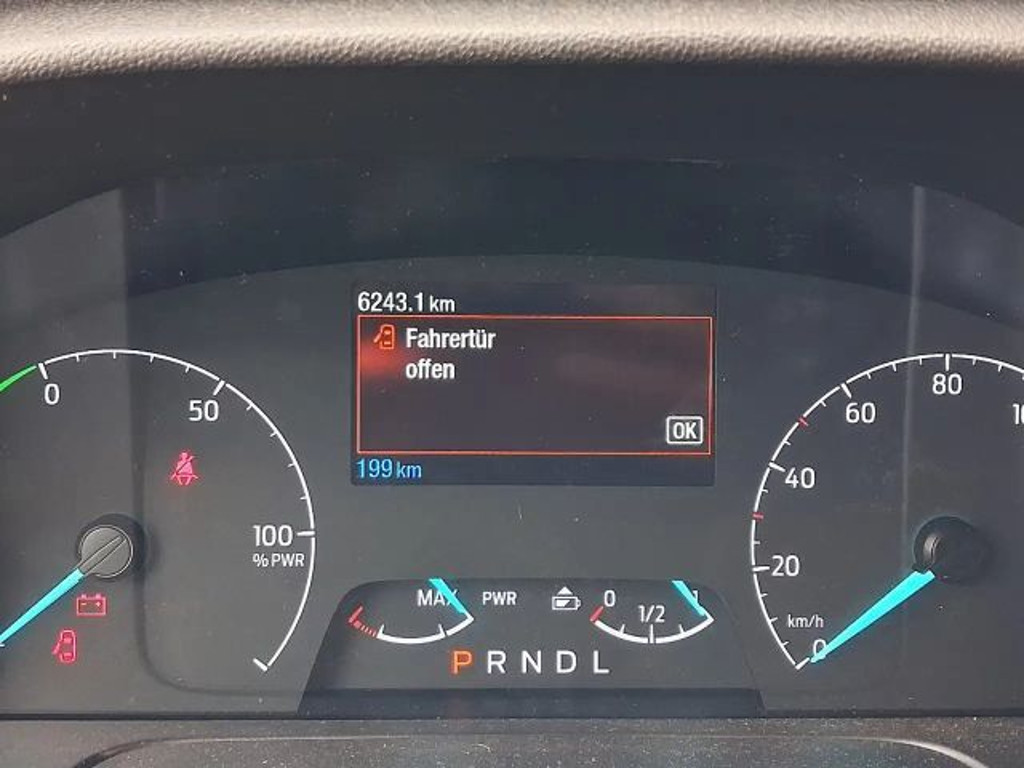 6243.1 km
Fahrertür
offen
OK
199 km
0
50
100
% PWR
MAX PWR
0 1/2 1
P R N D L
80
60
40
20
km/h
0